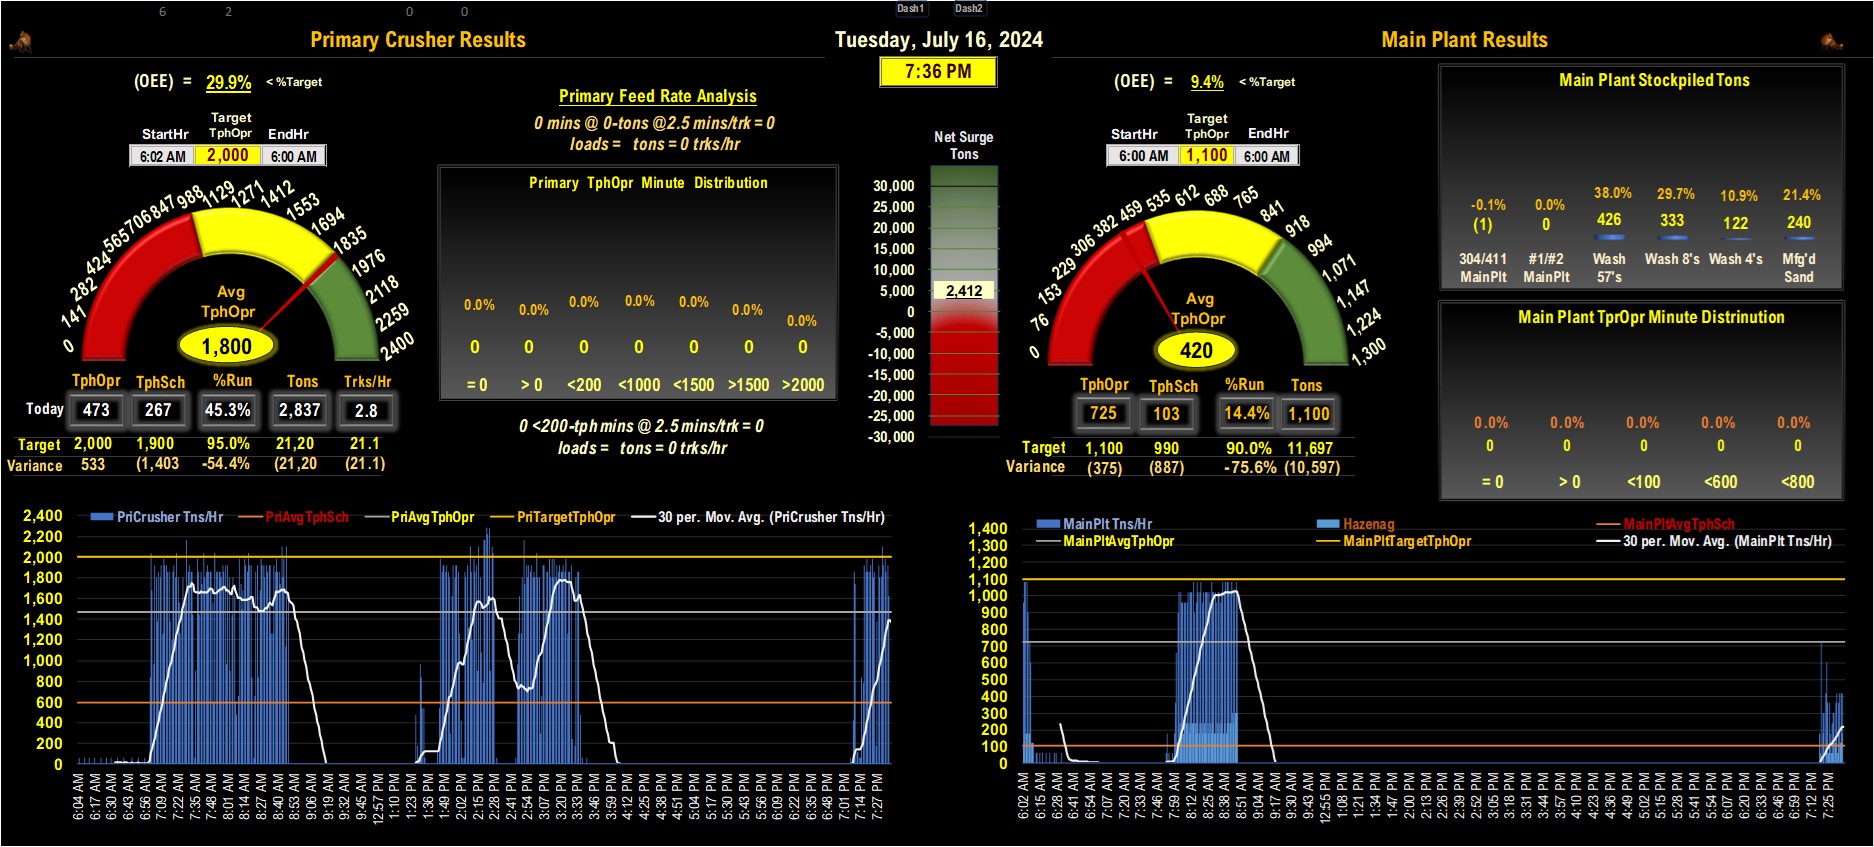 6 2 0 0 Dash1 Dash2
Primary Crusher Results
Tuesday, July 16, 2024
Main Plant Results
7:36 PM
(OEE) = 29.9% < %Target
Target
StartHr TphOpr EndHr
6:02 AM 2,000 6:00 AM
0 141 282 424 565 706 847 988 1129 1271 1412 1553 1694 1835 1976 2118 2259 2400
Avg
TphOpr
1,800
TphOpr TphSch %Run Tons Trks/Hr
Today 473 267 45.3% 2,837 2.8
Target 2,000 1,900 95.0% 21,20 21.1
Variance 533 (1,403 -54.4% (21,20 (21.1)
Primary Feed Rate Analysis
0 mins @ 0-tons @2.5 mins/trk = 0
loads = tons = 0 trks/hr
Primary TphOpr Minute Distribution
0.0% 0.0% 0.0% 0.0% 0.0% 0.0% 0.0%
0 0 0 0 0 0 0
= 0 > 0 <200 <1000 <1500 >1500 >2000
0 <200-tph mins @ 2.5 mins/trk = 0
loads = tons = 0 trks/hr
Net Surge
Tons
30,000
25,000
20,000
15,000
10,000
5,000
2,412
0
-5,000
-10,000
-15,000
-20,000
-25,000
-30,000
(OEE) = 9.4% < %Target
Target
StartHr TphOpr EndHr
6:00 AM 1,100 6:00 AM
0 76 153 229 306 382 459 535 612 688 765 841 918 994 1,071 1,147 1,224 1,300
Avg
TphOpr
420
TphOpr TphSch %Run Tons
725 103 14.4% 1,100
Target 1,100 990 90.0% 11,697
Variance (375) (887) -75.6% (10,597)
Main Plant Stockpiled Tons
-0.1% 0.0% 38.0% 29.7% 10.9% 21.4%
(1) 0 426 333 122 240
304/411 #1/#2 Wash Wash 8's Wash 4's Mfg'd
MainPlt MainPlt 57's Sand
Main Plant TprOpr Minute Distrinution
0.0% 0.0% 0.0% 0.0% 0.0%
0 0 0 0 0
= 0 > 0 <100 <600 <800
PriCrusher Tns/Hr PriAvgTphSch PriAvgTphOpr PriTargetTphOpr 30 per. Mov. Avg. (PriCrusher Tns/Hr)
2,400
2,200
2,000
1,800
1,600
1,400
1,200
1,000
800
600
400
200
0
6:04 AM 6:17 AM 6:30 AM 6:43 AM 6:56 AM 7:09 AM 7:22 AM 7:35 AM 7:48 AM 8:01 AM 8:14 AM 8:27 AM 8:40 AM 8:53 AM 9:06 AM 9:19 AM 9:32 AM 9:45 AM 12:57 PM 1:10 PM 1:23 PM 1:36 PM 1:49 PM 2:02 PM 2:15 PM 2:28 PM 2:41 PM 2:54 PM 3:07 PM 3:20 PM 3:33 PM 3:46 PM 3:59 PM 4:12 PM 4:25 PM 4:38 PM 4:51 PM 5:04 PM 5:17 PM 5:30 PM 5:43 PM 5:56 PM 6:09 PM 6:22 PM 6:35 PM 6:48 PM 7:01 PM 7:14 PM 7:27 PM
MainPlt Tns/Hr Hazenag MainPltAvgTphSch
MainPltAvgTphOpr MainPltTargetTphOpr 30 per. Mov. Avg. (MainPlt Tns/Hr)
1,400
1,300
1,200
1,100
1,000
900
800
700
600
500
400
300
200
100
0
6:02 AM 6:15 AM 6:28 AM 6:41 AM 6:54 AM 7:07 AM 7:20 AM 7:33 AM 7:46 AM 7:59 AM 8:12 AM 8:25 AM 8:38 AM 8:51 AM 9:04 AM 9:17 AM 9:30 AM 9:43 AM 12:55 PM 1:08 PM 1:21 PM 1:34 PM 1:47 PM 2:00 PM 2:13 PM 2:26 PM 2:39 PM 2:52 PM 3:05 PM 3:18 PM 3:31 PM 3:44 PM 3:57 PM 4:10 PM 4:23 PM 4:36 PM 4:49 PM 5:02 PM 5:15 PM 5:28 PM 5:41 PM 5:54 PM 6:07 PM 6:20 PM 6:33 PM 6:46 PM 6:59 PM 7:12 PM 7:25 PM